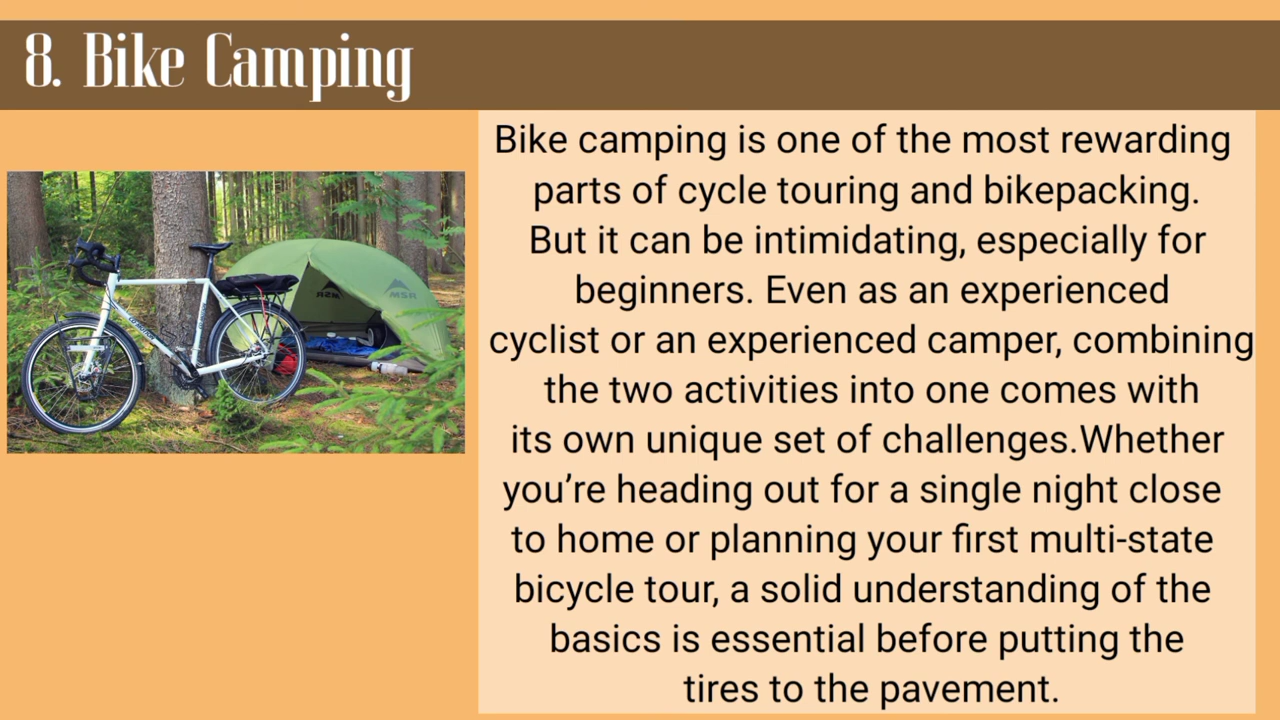 8. Bike Camping
Bike camping is one of the most rewarding
parts of cycle touring and bikepacking.
But it can be intimidating, especially for
beginners. Even as an experienced
cyclist or an experienced camper, combining
the two activities into one comes with
its own unique set of challenges.Whether
you’re heading out for a single night close
to home or planning your first multi-state
bicycle tour, a solid understanding of the
basics is essential before putting the
tires to the pavement.
MSR
MSR